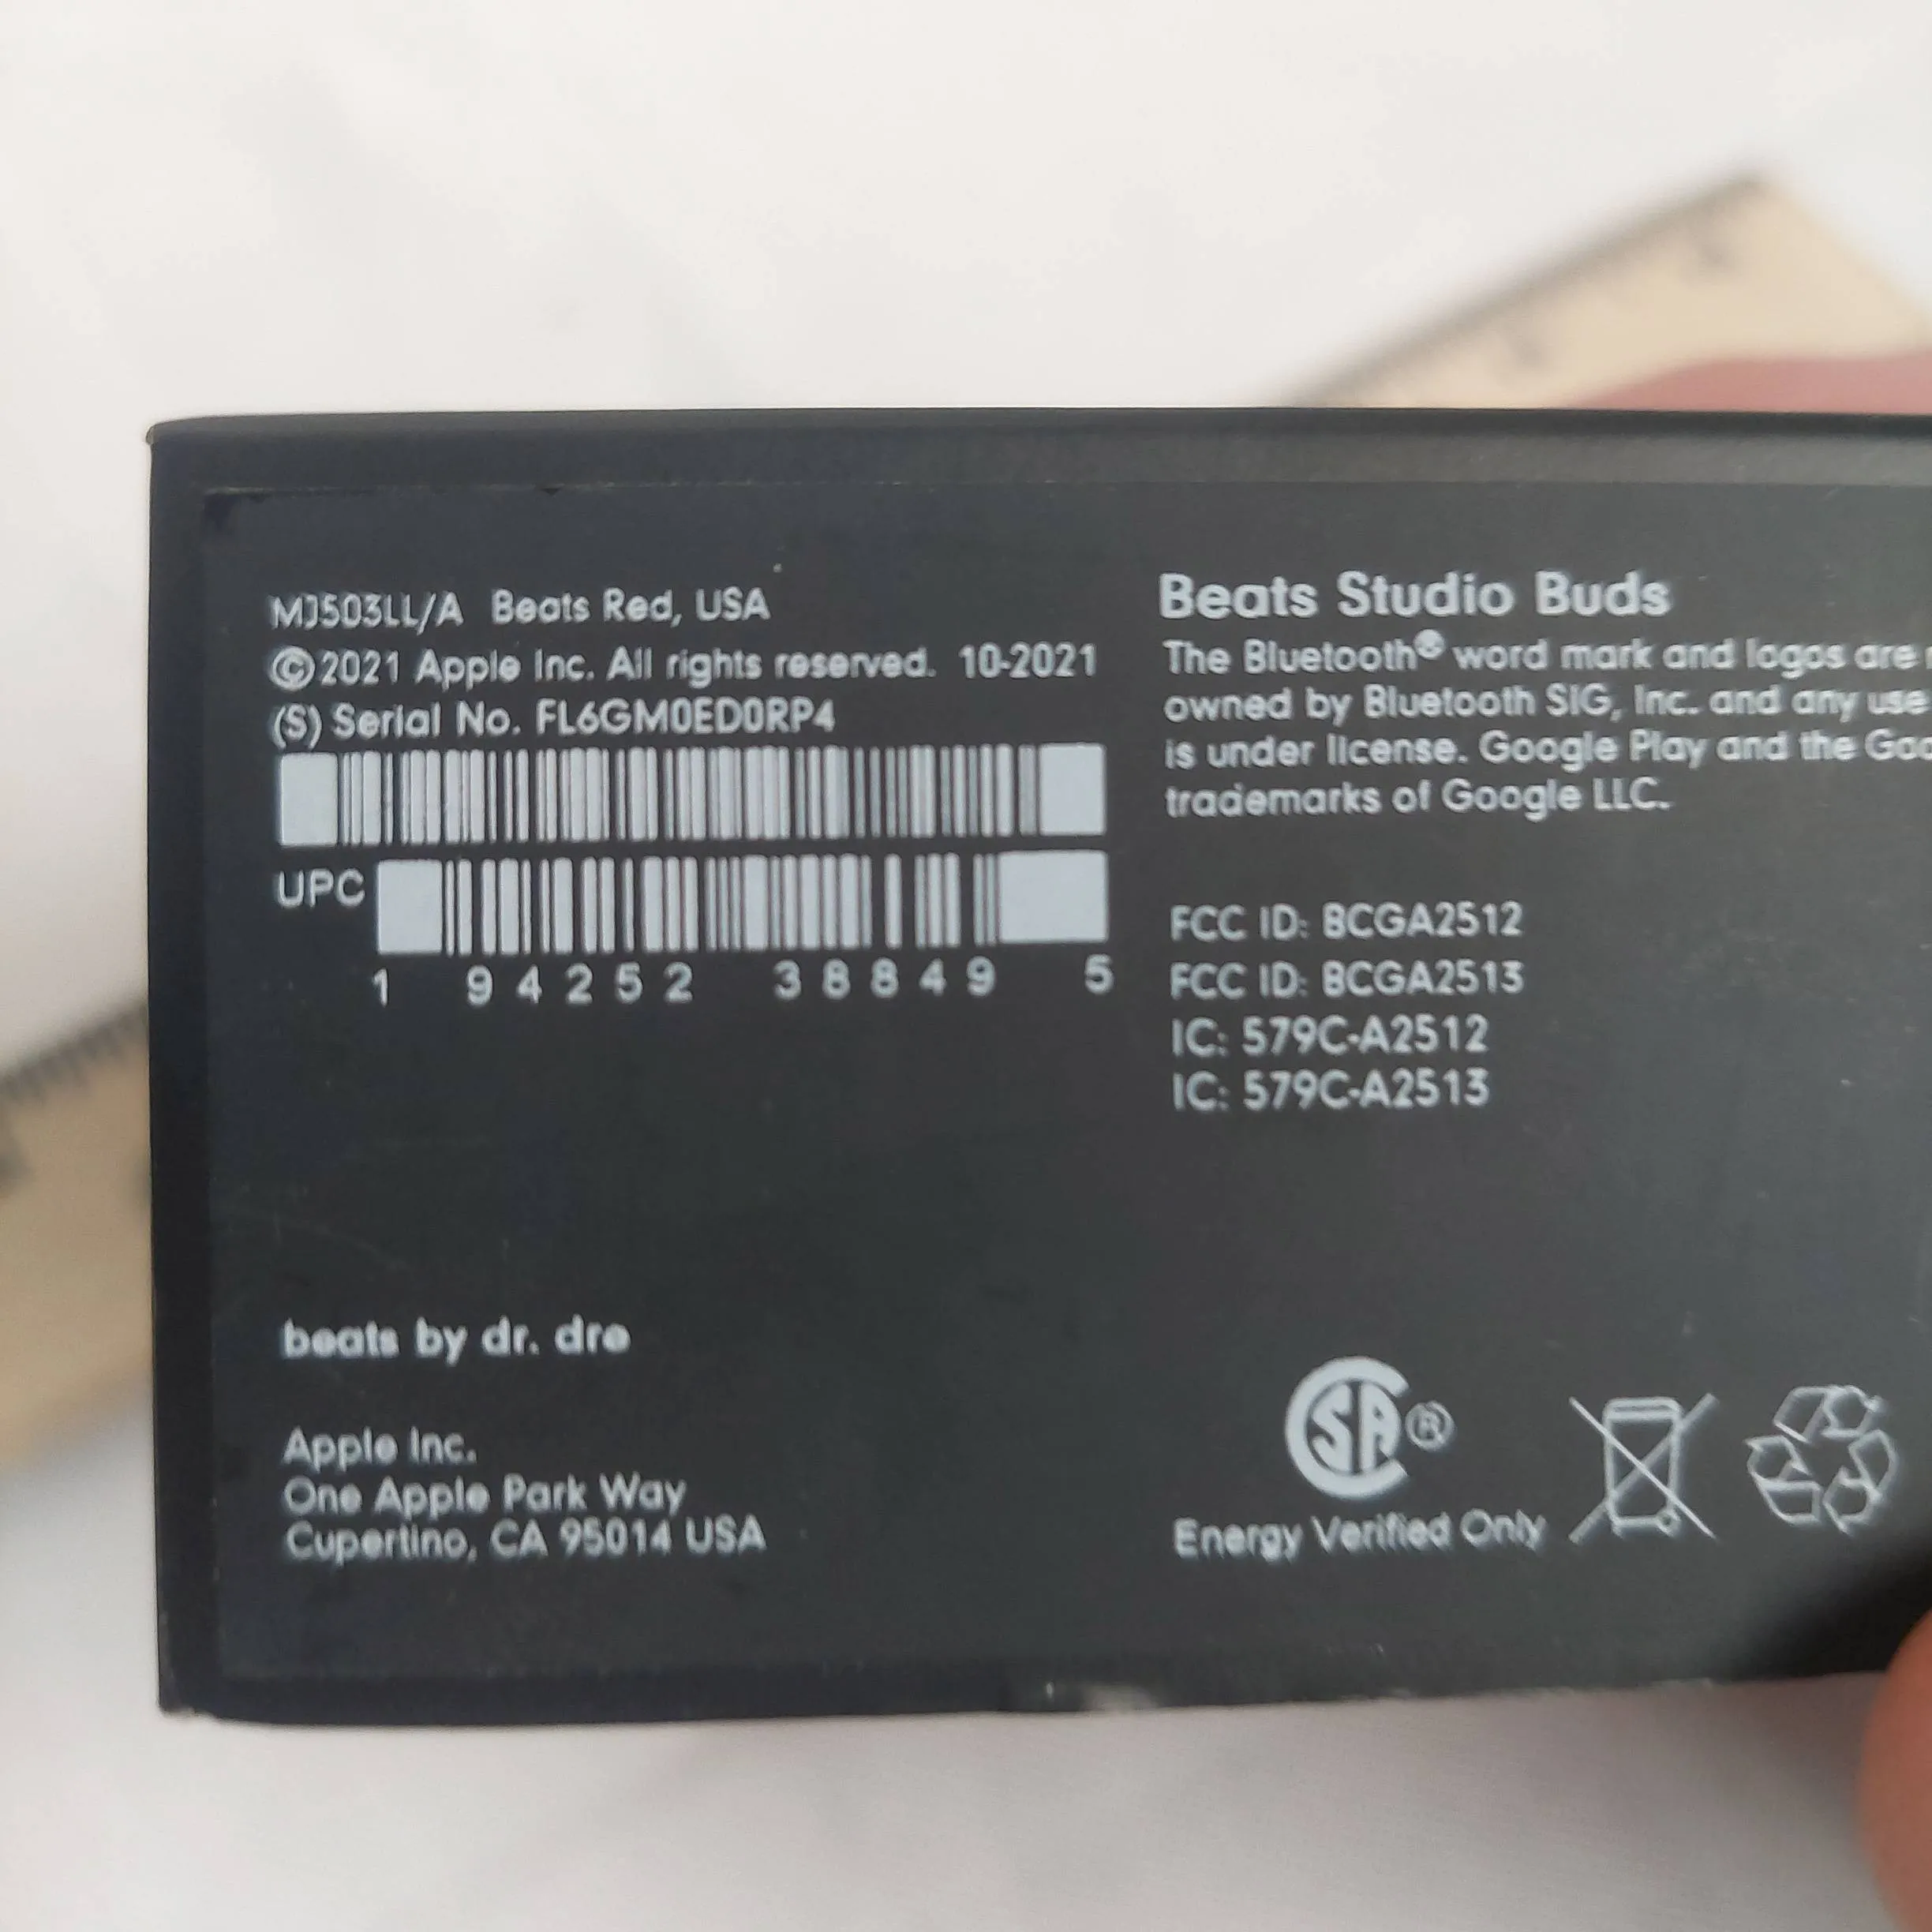 MJ503LL/A Beats Red, USA
©2021 Apple Inc. All rights reserved. 10-2021
(S) Serial No. FL6GM0ED0RP4
UPC
1 94252 38849 5
beats by dr. dre
Apple Inc.
One Apple Park Way
Cupertino, CA 95014 USA
Beats Studio Buds
The Bluetooth® word mark and logos are
owned by Bluetooth SIG, Inc. and any use
is under license. Google Play and the
trademarks of Google LLC.
FCC ID: BCGA2512
FCC ID: BCGA2513
IC: 579C-A2512
IC: 579C-A2513
CSA®
Energy Verified Only